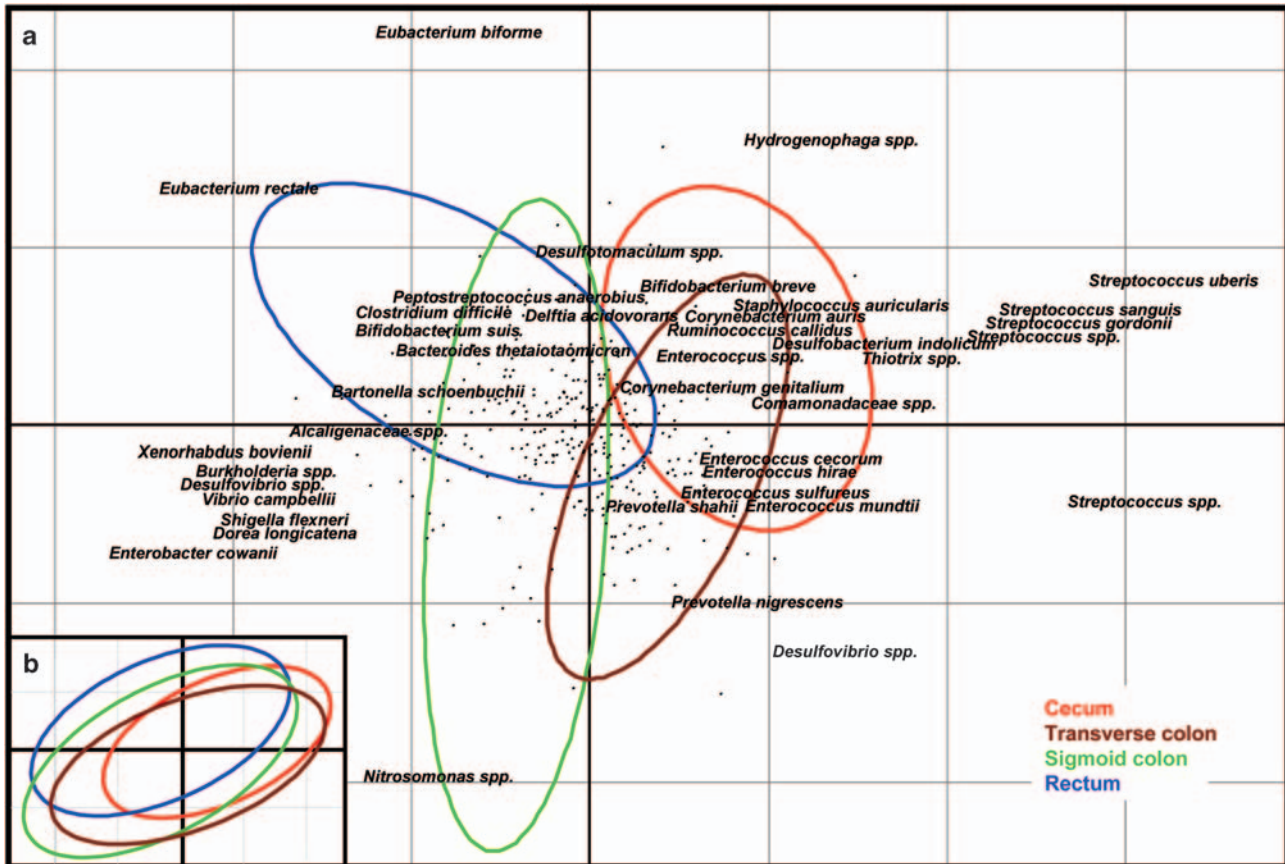 a
Eubacterium biforme
Hydrogenophaga spp.
Eubacterium rectale
Desulfotomaculum spp.
Streptococcus uberis
Bifidobacterium breve
Peptostreptococcus anaerobius
Staphylococcus auricularis
Streptococcus sanguis
Clostridium difficile
Delftia acidovorans
Corynebacterium auris
Streptococcus gordonii
Bifidobacterium suis
Ruminococcus callidus
Streptococcus spp.
Desulfobacterium indolicum
Bacteroides thetaiotaomicron
Enterococcus spp.
Thiotrix spp.
Bartonella schoenbuchii
Corynebacterium genitalium
Comamonadaceae spp.
Alcaligenaceae spp.
Xenorhabdus bovienii
Enterococcus cecorum
Burkholderia spp.
Enterococcus hirae
Desulfovibrio spp.
Enterococcus sulfureus
Vibrio campbellii
Prevotella shahii
Enterococcus mundtii
Streptococcus spp.
Shigella flexneri
Dorea longicatena
Enterobacter cowanii
Prevotella nigrescens
Desulfovibrio spp.
b
Nitrosomonas spp.
Cecum
Transverse colon
Sigmoid colon
Rectum